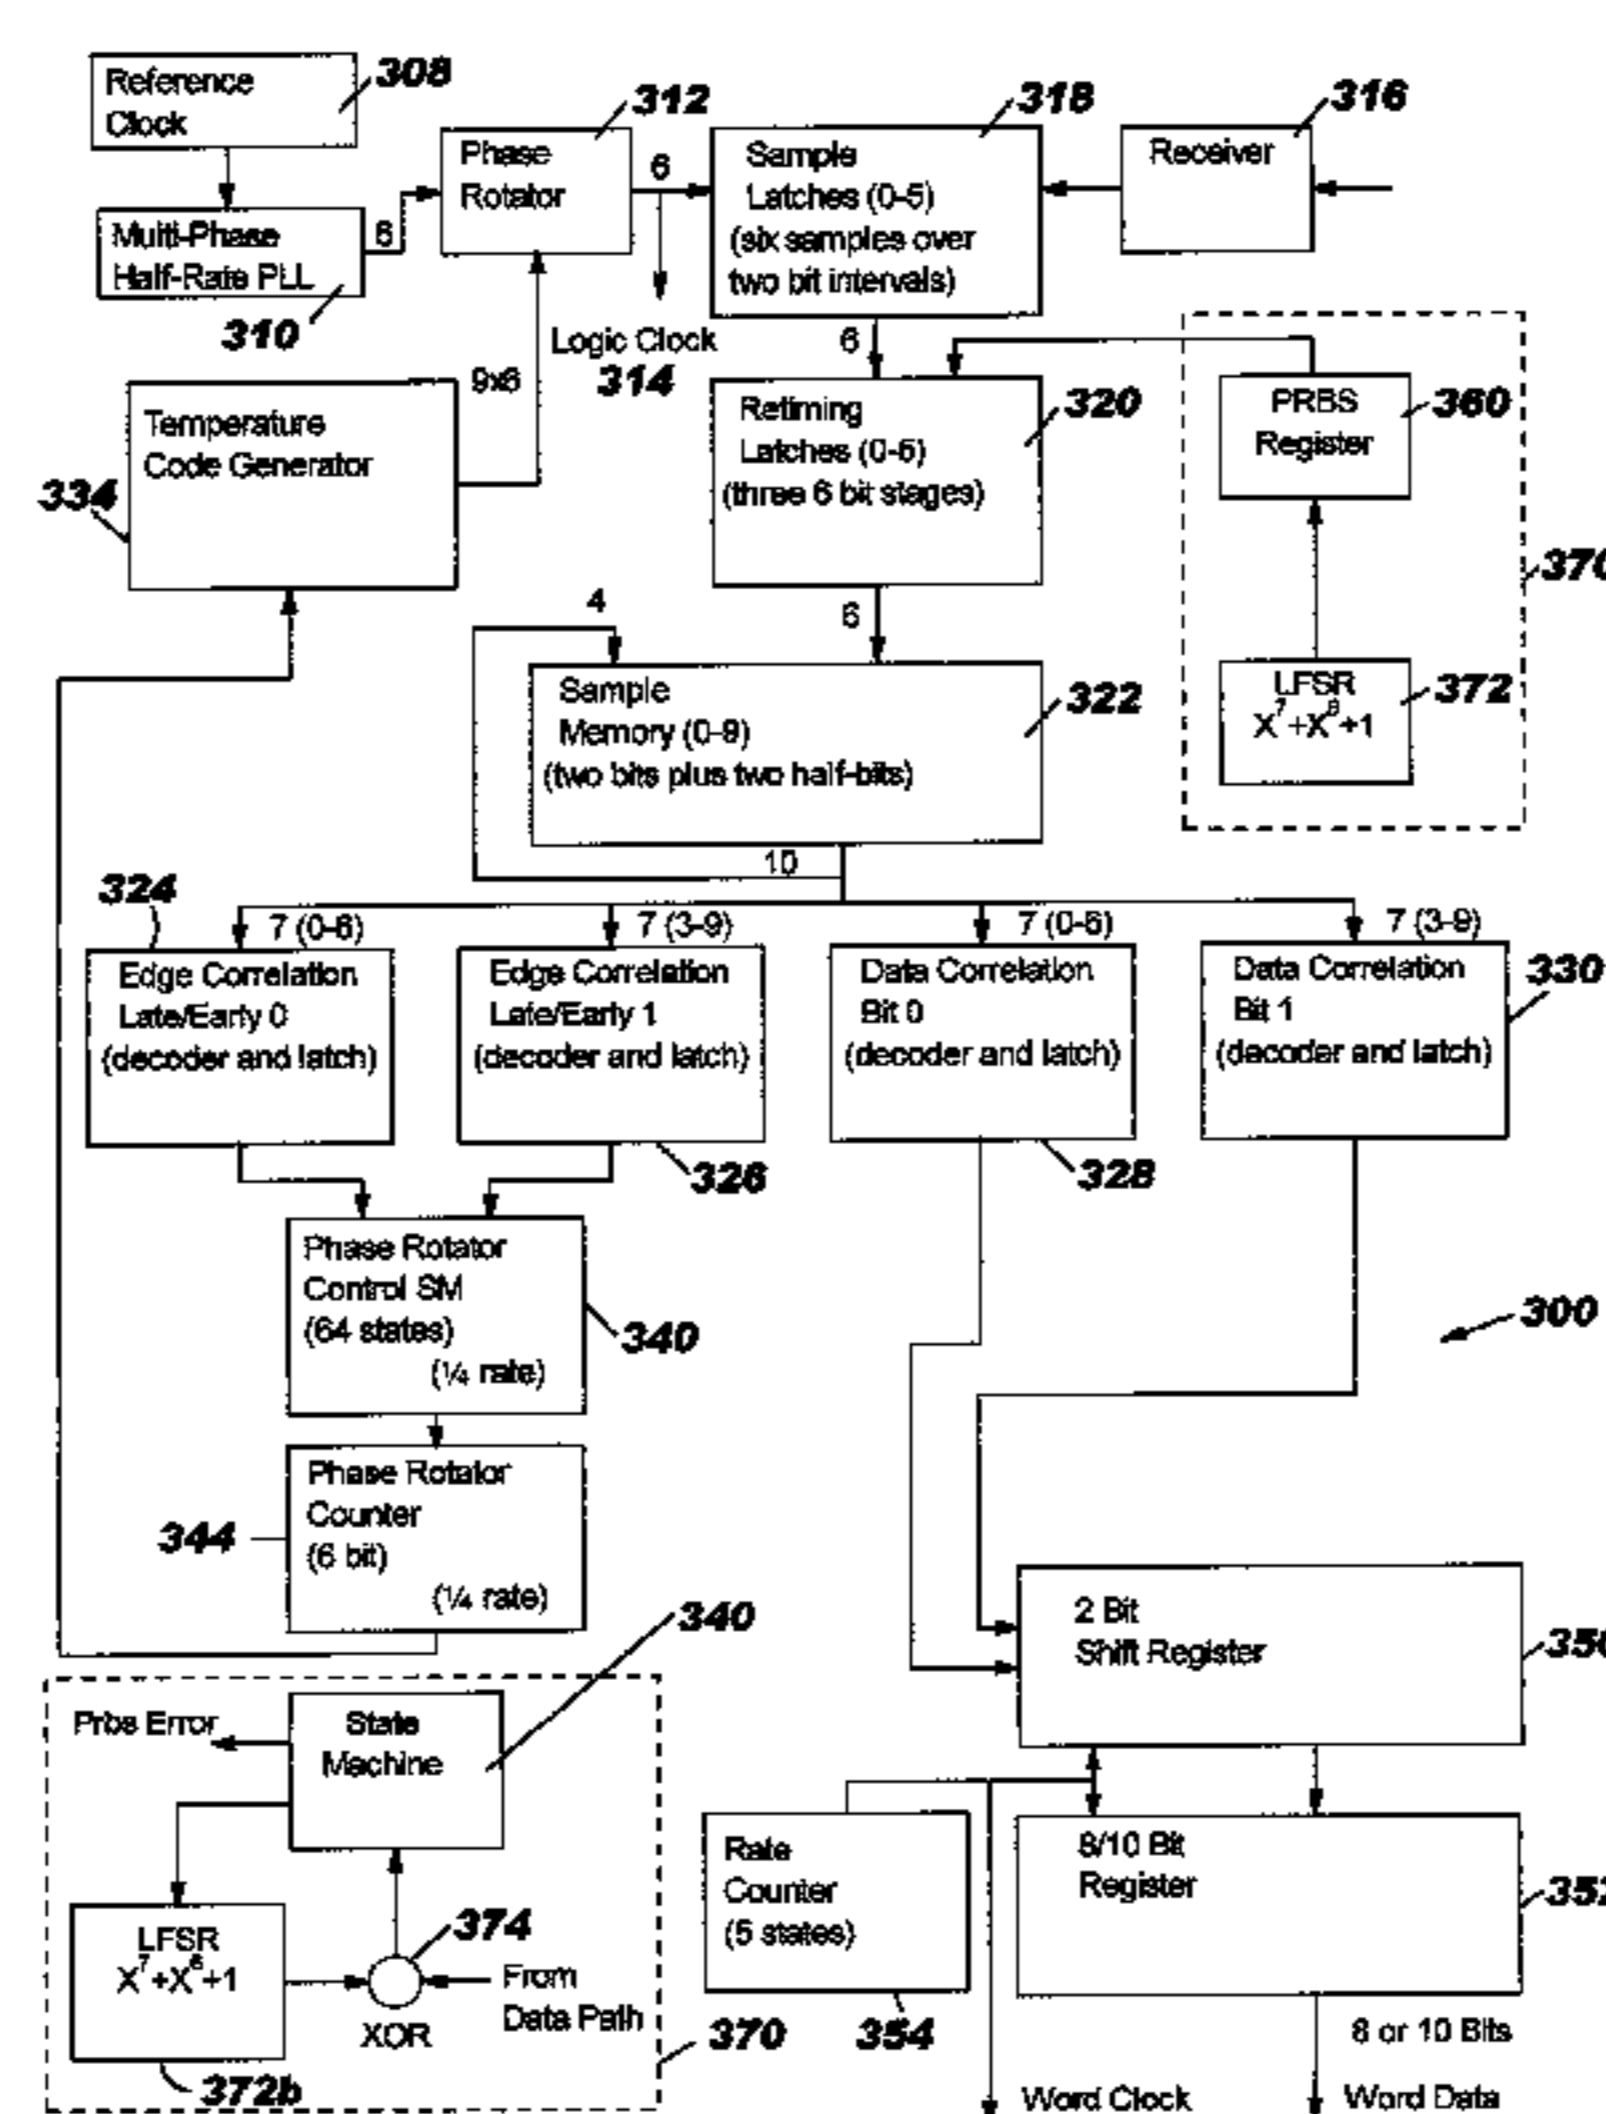 Reference
Clock
308
Multi-Phase
Half-Rate PLL
310
6
Phase
Rotator
312
6
Logic Clock
314
Sample
Latches (0-5)
(six samples over
two bit intervals)
318
Receiver
316
6
9x6
Temperature
Code Generator
334
Retiming
Latches (0-5)
(three 6 bit stages)
320
PRBS
Register
360
370
LFSR
X7+X6+1
372
4
6
Sample
Memory (0-9)
(two bits plus two half-bits)
322
10
324
7 (0-6)
7 (3-9)
7 (0-6)
7 (3-9)
Edge Correlation
Late/Early 0
(decoder and latch)
Edge Correlation
Late/Early 1
(decoder and latch)
326
Data Correlation
Bit 0
(decoder and latch)
328
Data Correlation
Bit 1
(decoder and latch)
330
Phase Rotator
Control SM
(64 states)
(¼ rate)
340
300
Phase Rotator
Counter
(6 bit)
(¼ rate)
344
2 Bit
Shift Register
340
Prbs Error
State
Machine
Rate
Counter
(5 states)
354
8/10 Bit
Register
LFSR
X7+X6+1
372b
374
XOR
From
Data Path
370
8 or 10 Bits
Word Clock
Word Data